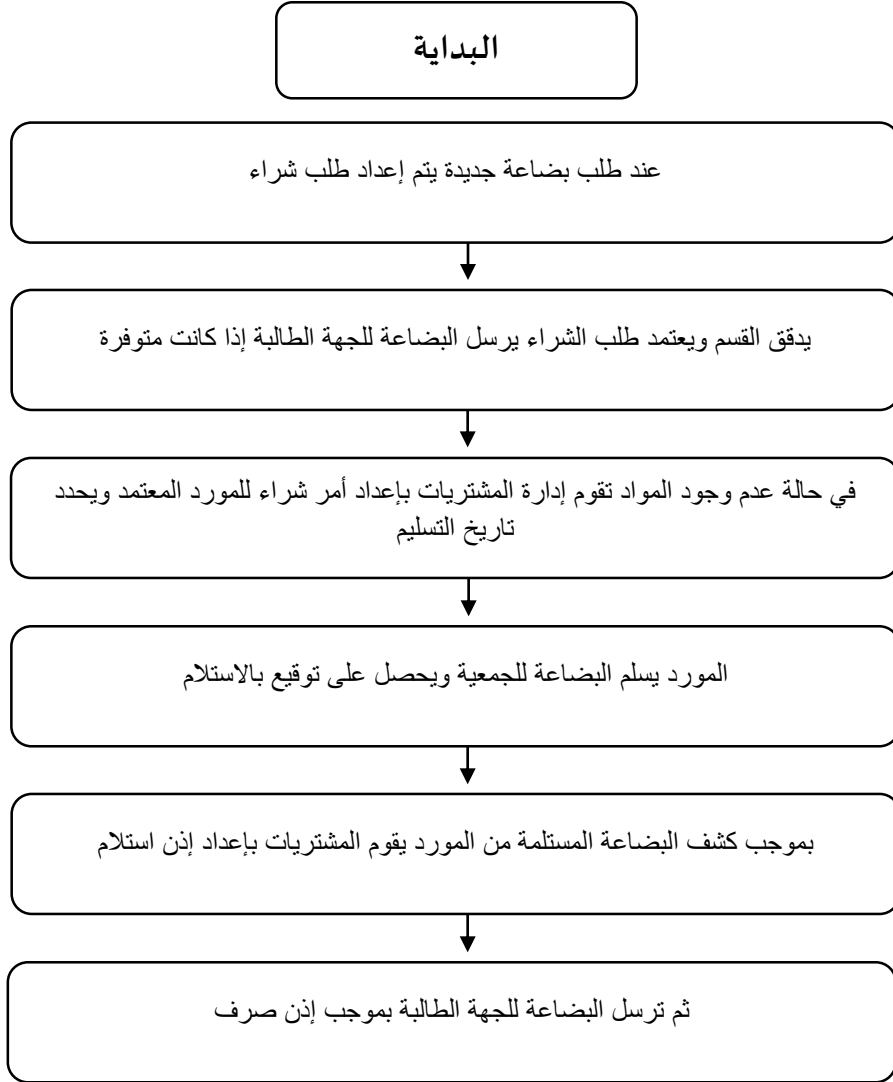 البداية
عند طلب بضاعة جديدة يتم إعداد طلب شراء
يدقق القسم ويعتمد طلب الشراء يرسل البضاعة للجهة الطالبة إذا كانت متوفرة
في حالة عدم وجود المواد تقوم إدارة المشتريات بإعداد أمر شراء للمورد المعتمد ويحدد
تاريخ التسليم
المورد يسلم البضاعة للجمعية ويحصل على توقيع بالاستلام
بموجب كشف البضاعة المستلمة من المورد يقوم المشتريات بإعداد إذن استلام
ثم ترسل البضاعة للجهة الطالبة بموجب إذن صرف